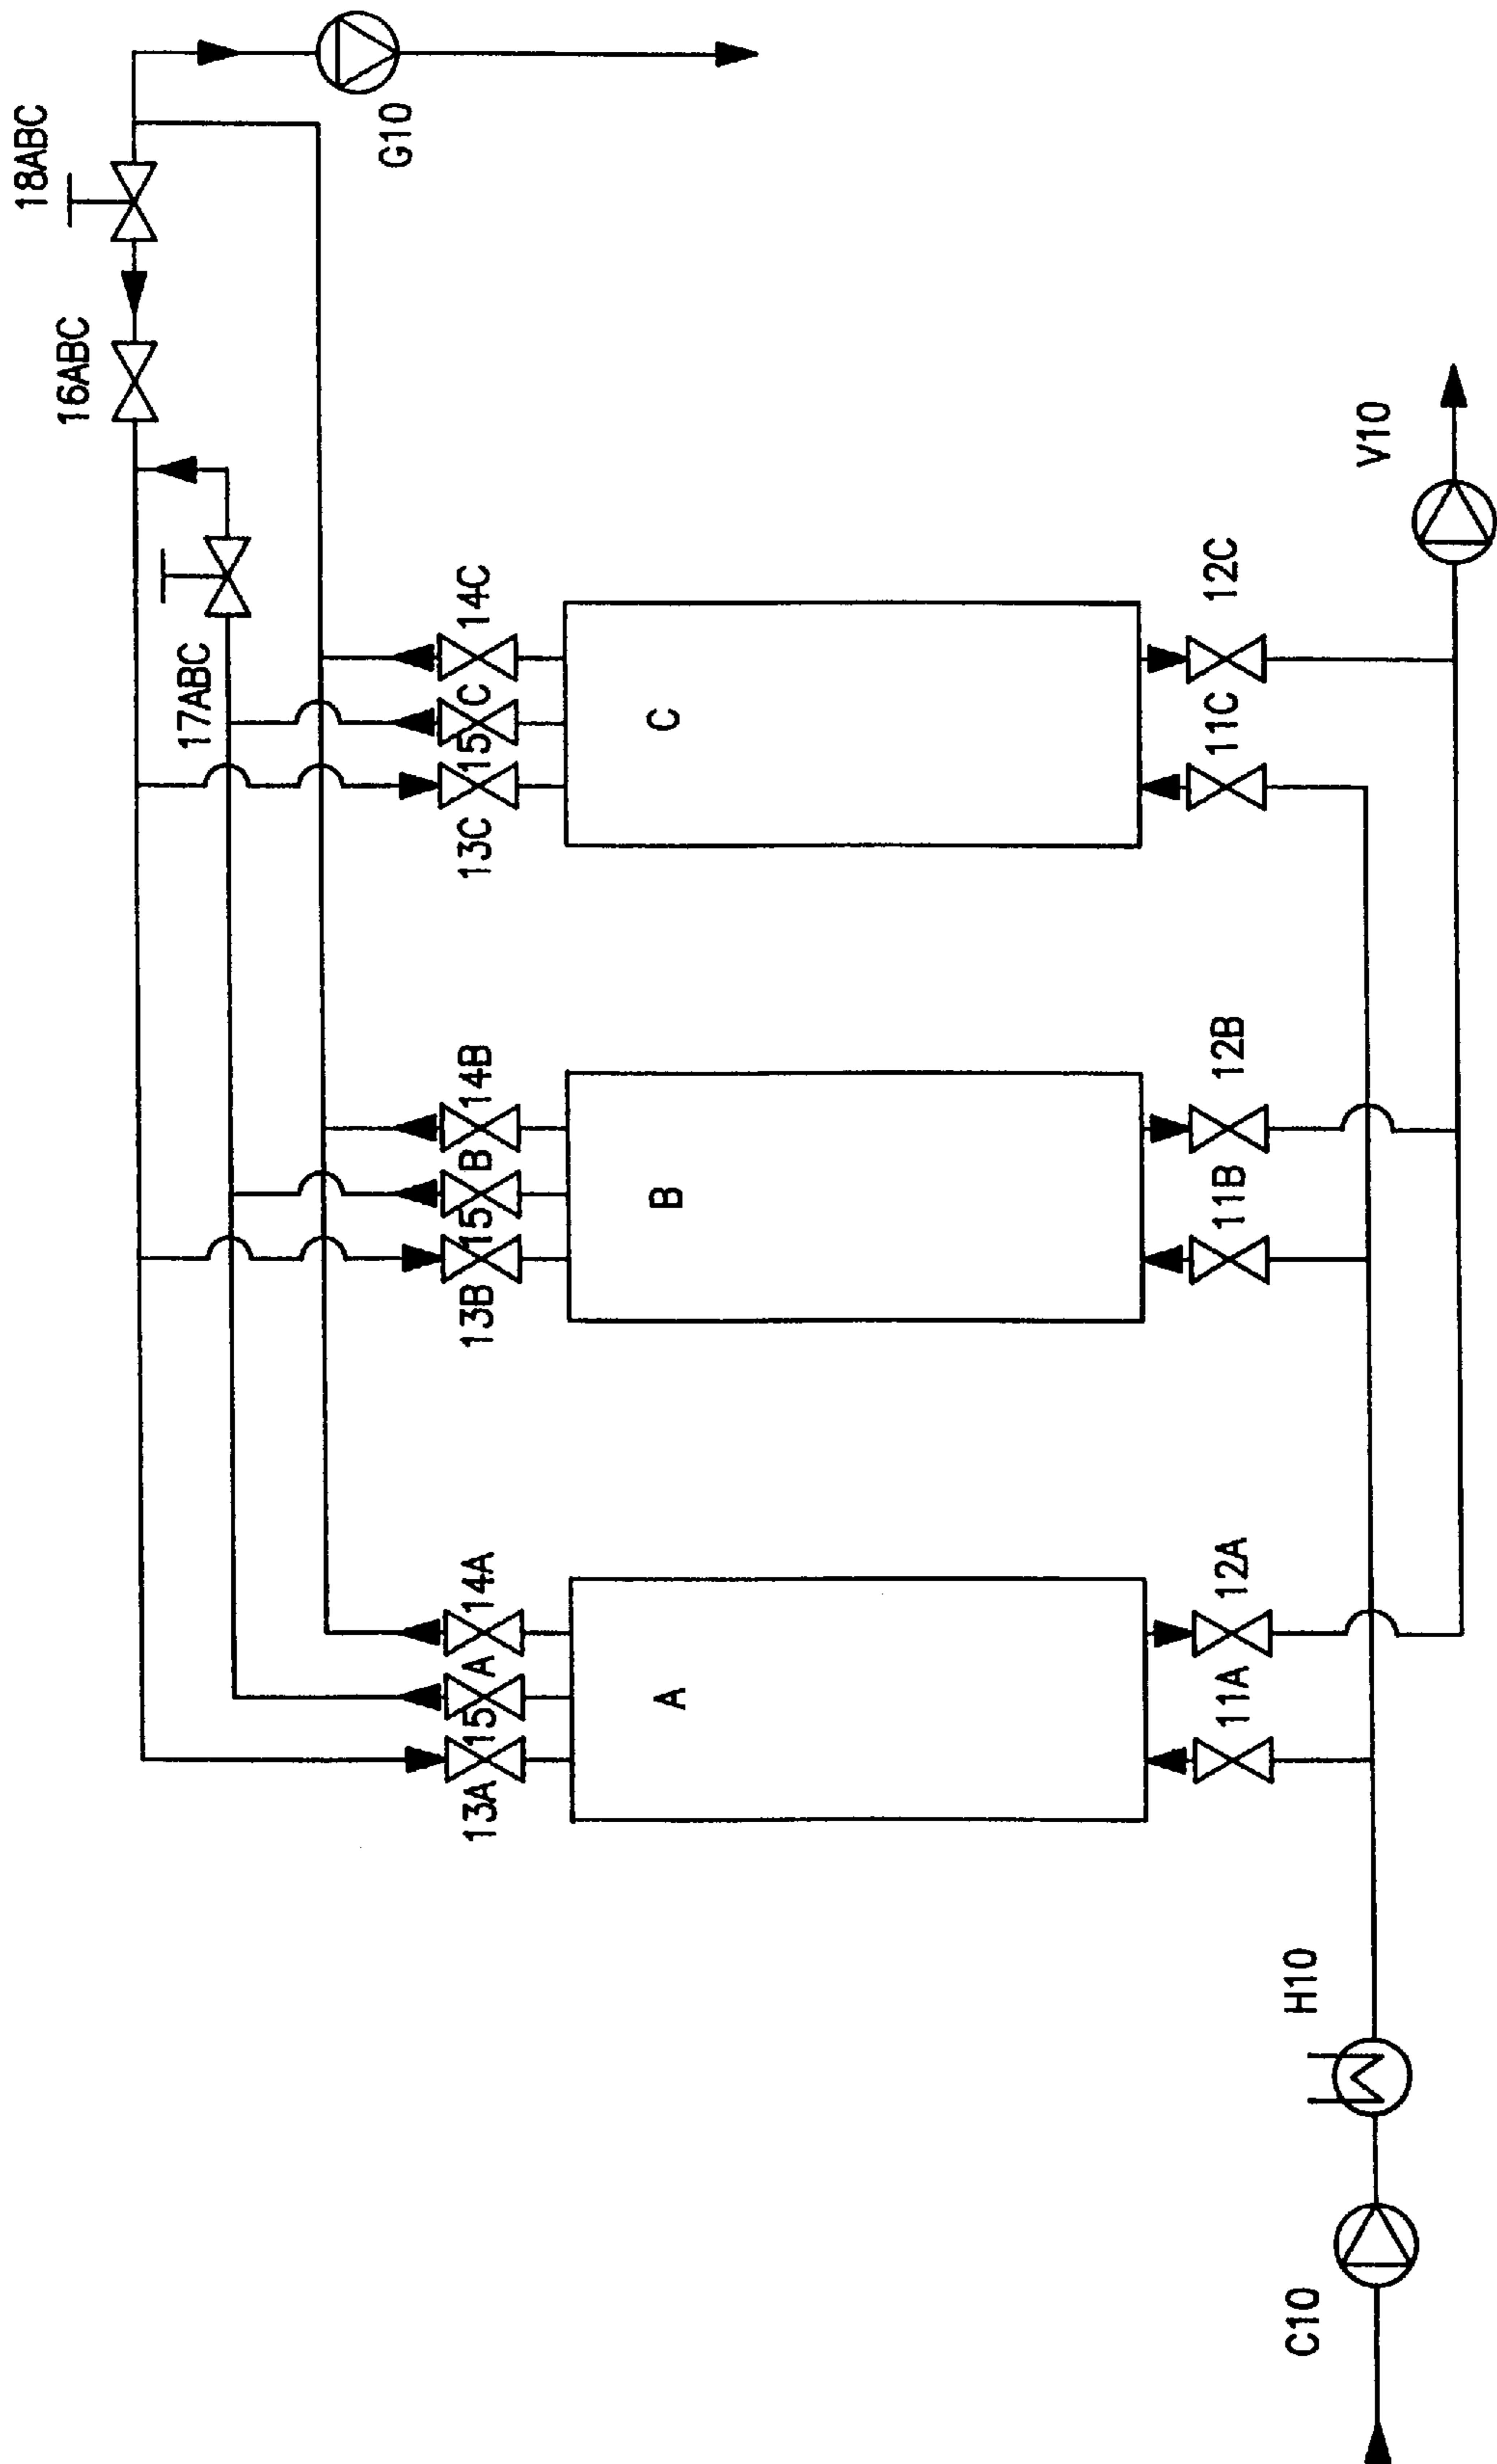 18ABC
16ABC
17ABC
G10
13A 15A 14A 13B 15B 14B 13C 15C 14C
A B C
11A 12A 11B 12B 11C 12C
C10 H10
V10